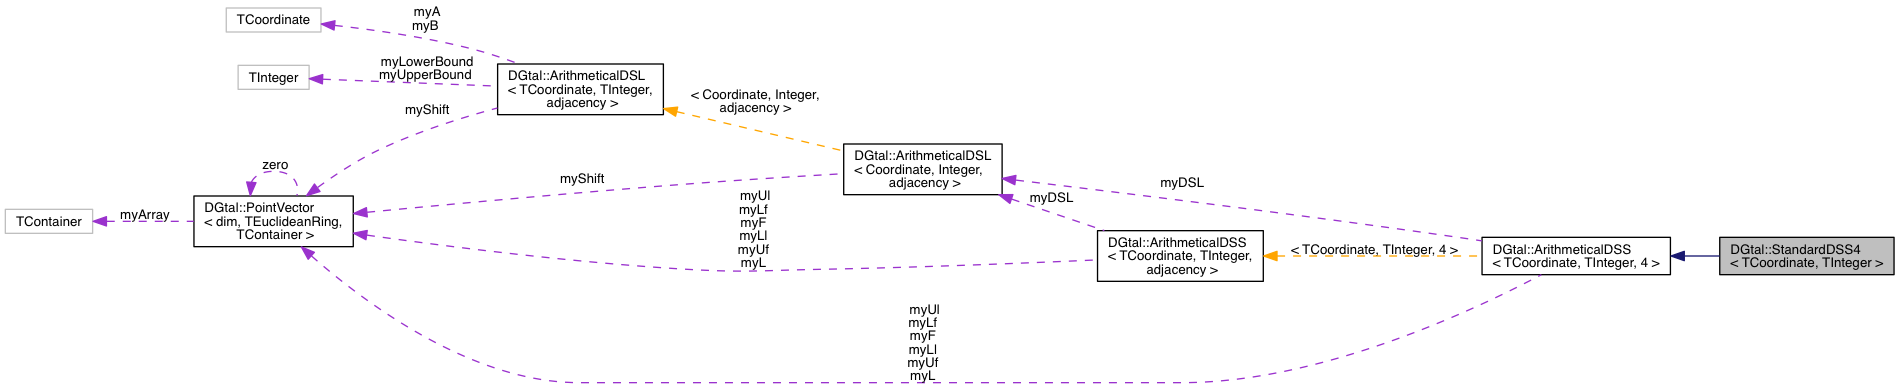 TCoordinate
myA
myB
TInteger
myLowerBound
myUpperBound
DGtal::ArithmeticalDSL
< TCoordinate, TInteger,
adjacency >
myShift
< Coordinate, Integer,
adjacency >
zero
TContainer
myArray
DGtal::PointVector
< dim, TEuclideanRing,
TContainer >
myShift
DGtal::ArithmeticalDSL
< Coordinate, Integer,
adjacency >
myUl
myLf
myF
myLl
myUf
myL
myDSL
myDSL
DGtal::ArithmeticalDSS
< TCoordinate, TInteger,
adjacency >
< TCoordinate, TInteger, 4 >
DGtal::ArithmeticalDSS
< TCoordinate, TInteger, 4 >
DGtal::StandardDSS4
< TCoordinate, TInteger >
myUl
myLf
myF
myLl
myUf
myL